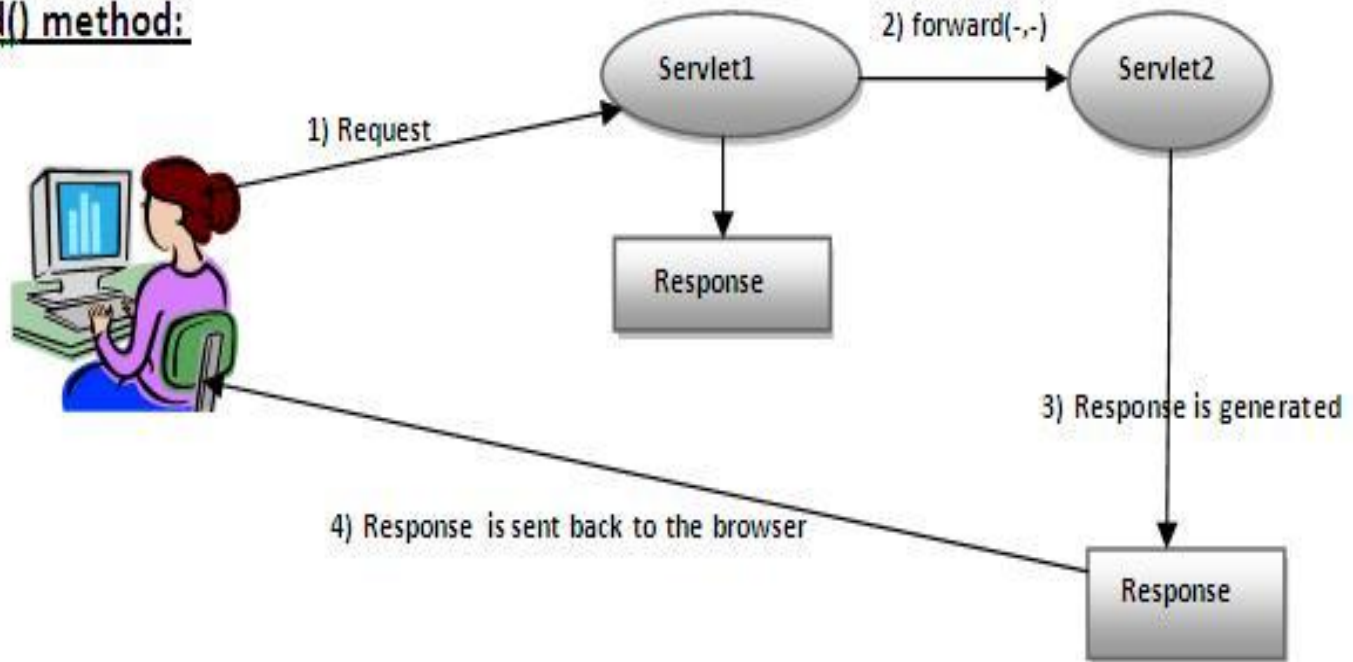 d() method:
2) forward(-,-)
Servlet1
Servlet2
1) Request
Response
3) Response is generated
4) Response is sent back to the browser
Response